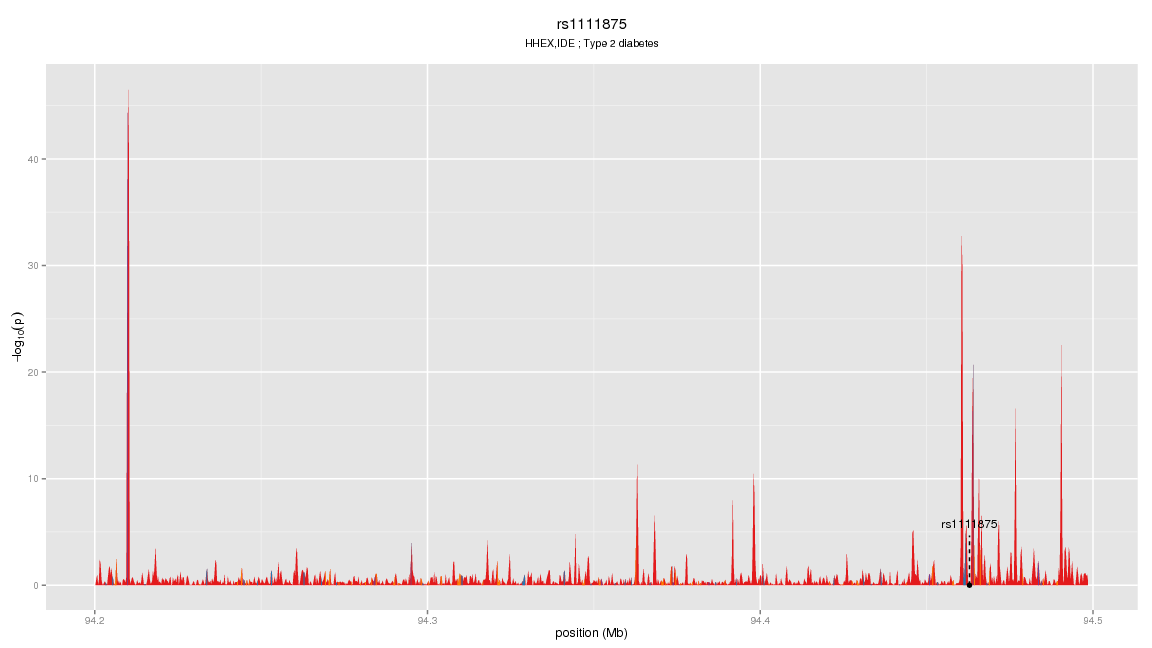 rs1111875
HHEX,IDE ; Type 2 diabetes
−log10(p)
40
30
20
10
0
rs1111875
94.2
94.3
94.4
94.5
position (Mb)